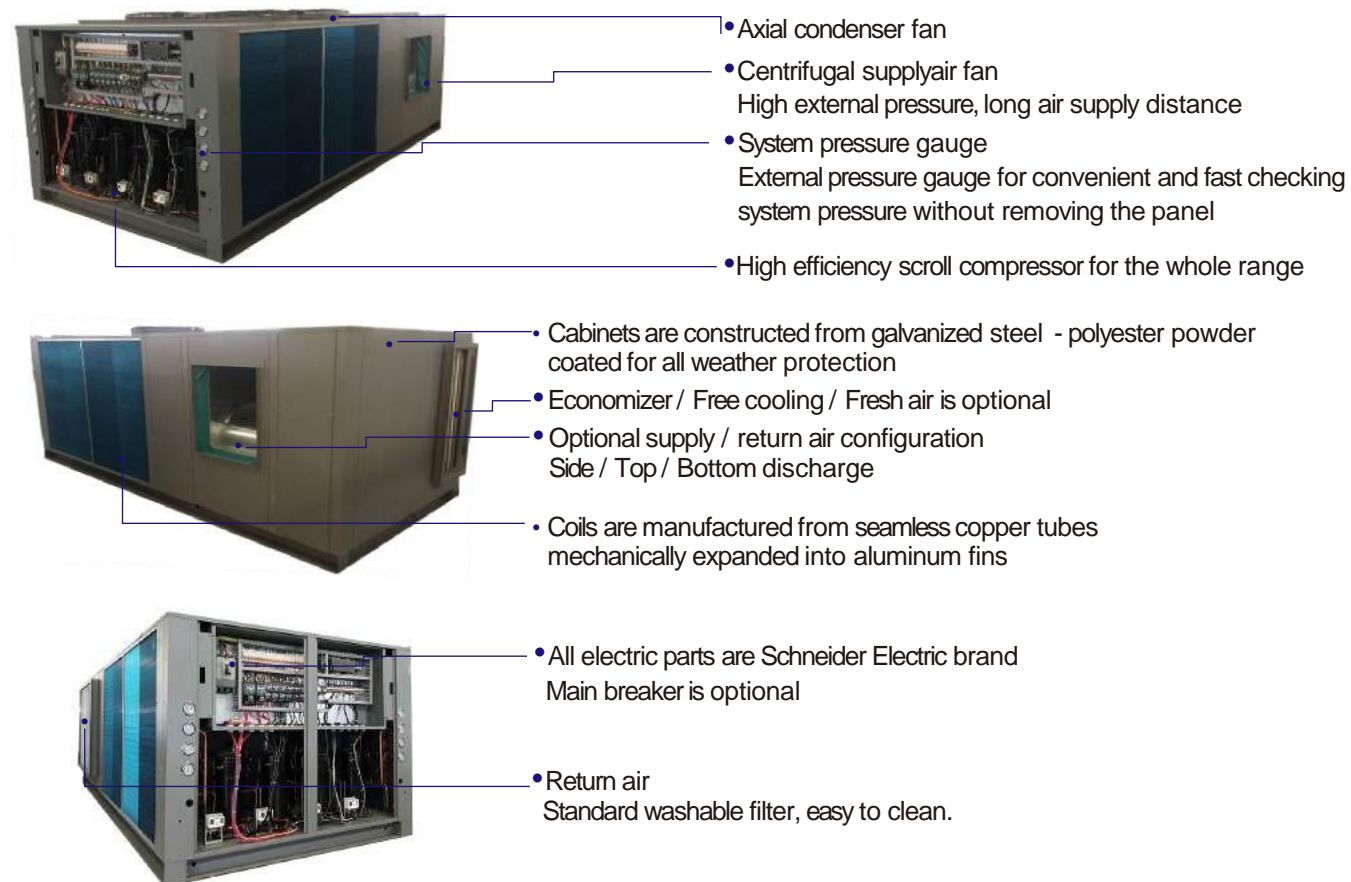 •Axial condenser fan
•Centrifugal supplyair fan
High external pressure, long air supply distance
•System pressure gauge
External pressure gauge for convenient and fast checking
system pressure without removing the panel
•High efficiency scroll compressor for the whole range
• Cabinets are constructed from galvanized steel - polyester powder
coated for all weather protection
• Economizer / Free cooling / Fresh air is optional
• Optional supply / return air configuration
Side / Top / Bottom discharge
• Coils are manufactured from seamless copper tubes
mechanically expanded into aluminum fins
• All electric parts are Schneider Electric brand
Main breaker is optional
• Return air
Standard washable filter, easy to clean.